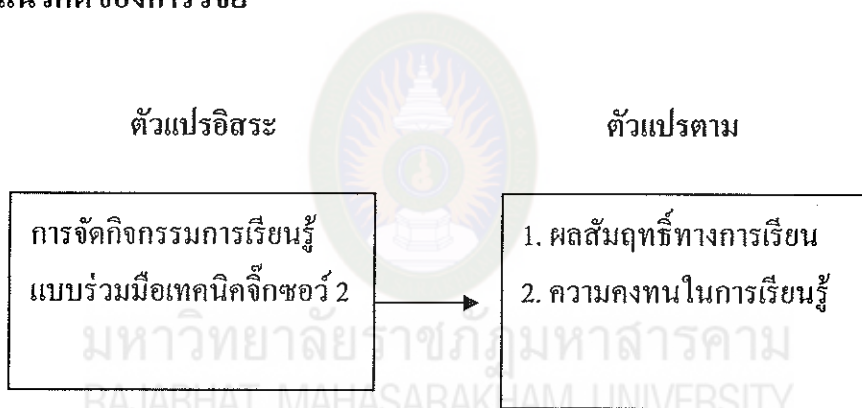 ตัวแปรอิสระ
ตัวแปรตาม
การจัดกิจกรรมการเรียนรู้
แบบร่วมมือเทคนิคจิ๊กซอว์ 2
1. ผลสัมฤทธิ์ทางการเรียน
2. ความคงทนในการเรียนรู้
มหาวิทยาลัยราชภัฏมหาสารคาม
RAJABHAT MAHASARAKHAM UNIVERSITY